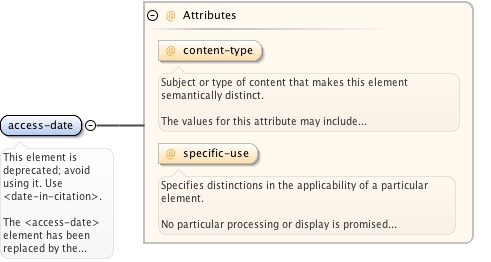 @ Attributes
@ content-type
Subject or type of content that makes this element
semantically distinct.
The values for this attribute may include...
access-date
@ specific-use
This element is
deprecated; avoid
using it. Use
<date-in-citation>.
The <access-date>
element has been
replaced by the...
Specifies distinctions in the applicability of a particular
element.
No particular processing or display is promised...